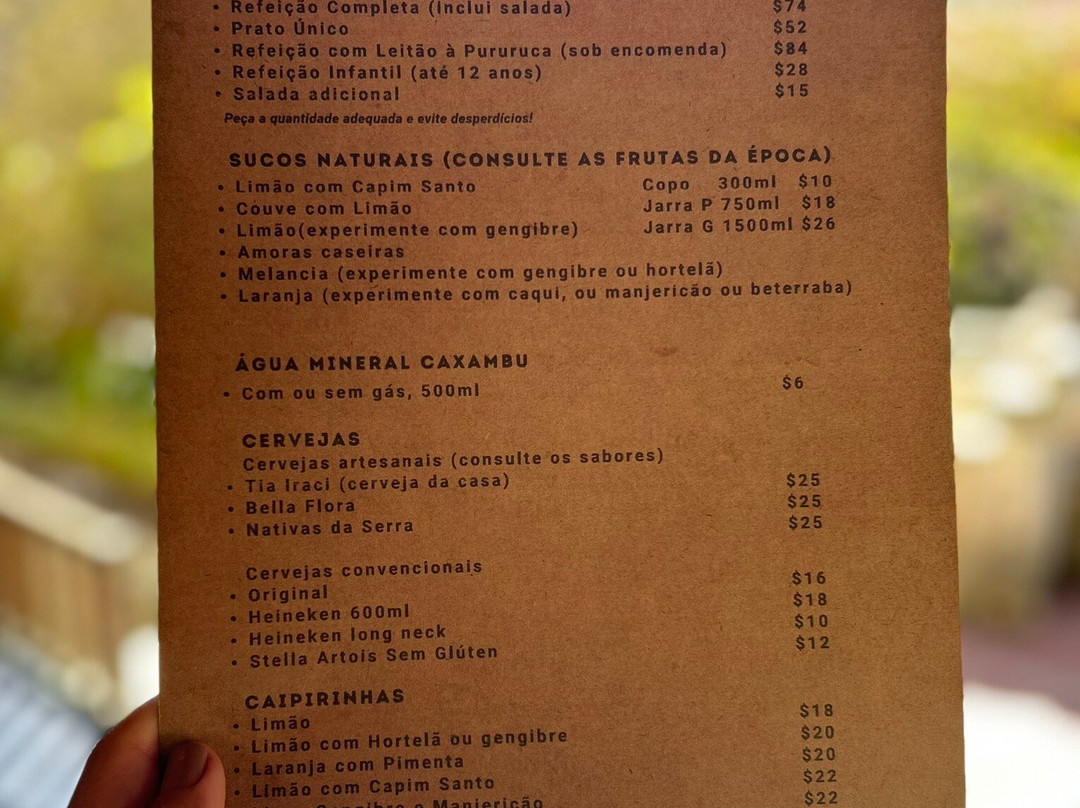 • Refeição Completa (Inclui salada) $74
• Prato Único $52
• Refeição com Leitão à Pururuca (sob encomenda) $84
• Refeição Infantil (até 12 anos) $28
• Salada adicional $15
Peça a quantidade adequada e evite desperdícios!
SUCOS NATURAIS (CONSULTE AS FRUTAS DA ÉPOCA)
• Limão com Capim Santo Copo 300ml $10
• Couve com Limão Jarra P 750ml $18
• Limão(experimente com gengibre) Jarra G 1500ml $26
• Amoras caseiras
• Melancia (experimente com gengibre ou hortelã)
• Laranja (experimente com caqui, ou manjericão ou beterraba)
ÁGUA MINERAL CAXAMBU
• Com ou sem gás, 500ml $6
CERVEJAS
Cervejas artesanais (consulte os sabores)
• Tia Iraci (cerveja da casa) $25
• Bella Flora $25
• Nativas da Serra $25
Cervejas convencionais
• Original $16
• Heineken 600ml $18
• Heineken long neck $10
• Stella Artois Sem Glúten $12
CAIPIRINHAS
• Limão $18
• Limão com Hortelã ou gengibre $20
• Laranja com Pimenta $20
• Limão com Capim Santo $22
Gengibre e Manjericão $22